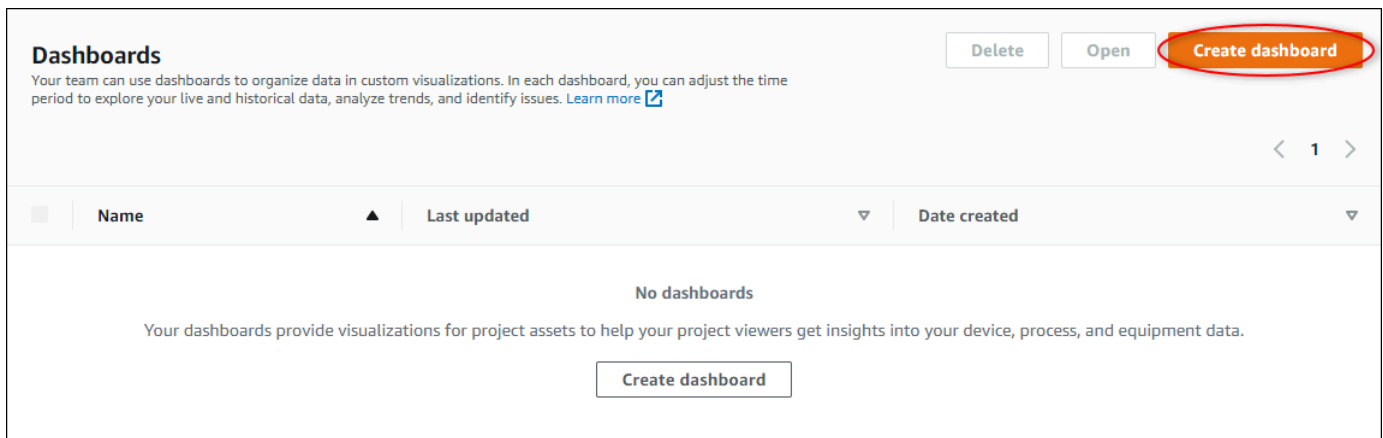 Dashboards
Delete
Open
Create dashboard
Your team can use dashboards to organize data in custom visualizations. In each dashboard, you can adjust the time
period to explore your live and historical data, analyze trends, and identify issues. Learn more
1
Name
Last updated
Date created
No dashboards
Your dashboards provide visualizations for project assets to help your project viewers get insights into your device, process, and equipment data.
Create dashboard